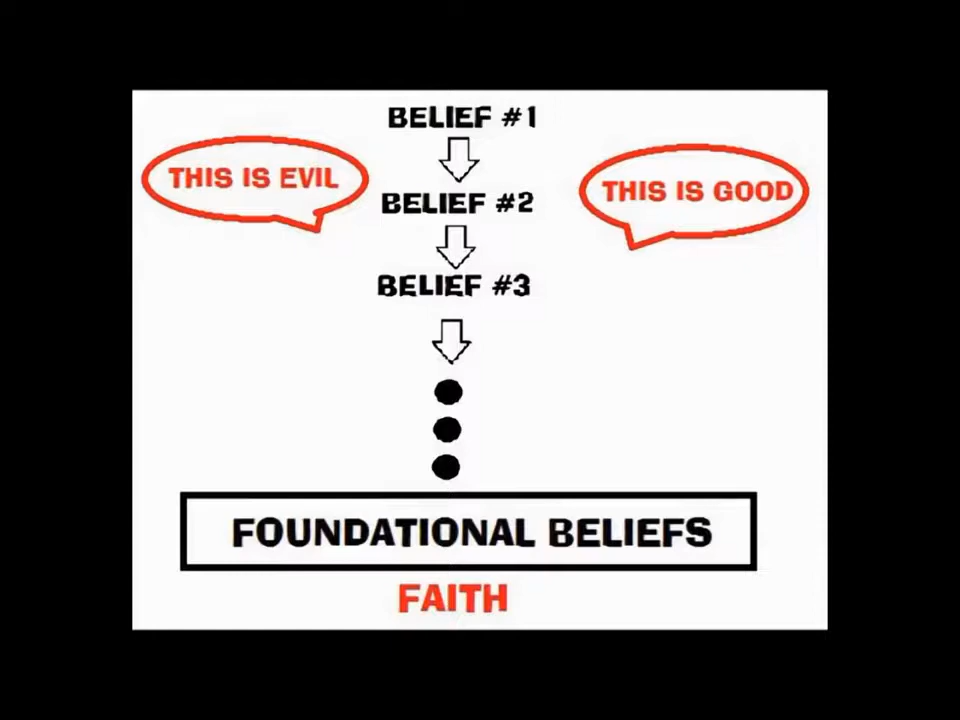 BELIEF #1
THIS IS EVIL
THIS IS GOOD
BELIEF #2
BELIEF #3
FOUNDATIONAL BELIEFS
FAITH